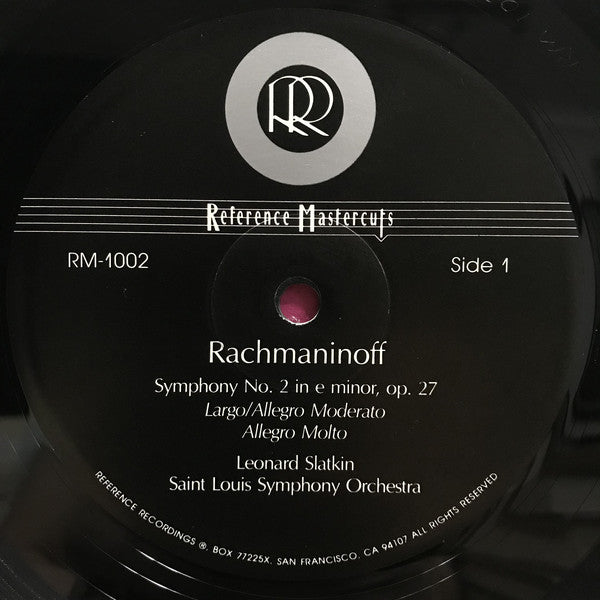 RR
Reference Mastercuts
RM-1002
Side 1
Rachmaninoff
Symphony No. 2 in e minor, op. 27
Largo/Allegro Moderato
Allegro Molto
Leonard Slatkin
Saint Louis Symphony Orchestra
REFERENCE RECORDINGS ®, BOX 77225X, SAN FRANCISCO, CA 94107 ALL RIGHTS RESERVED